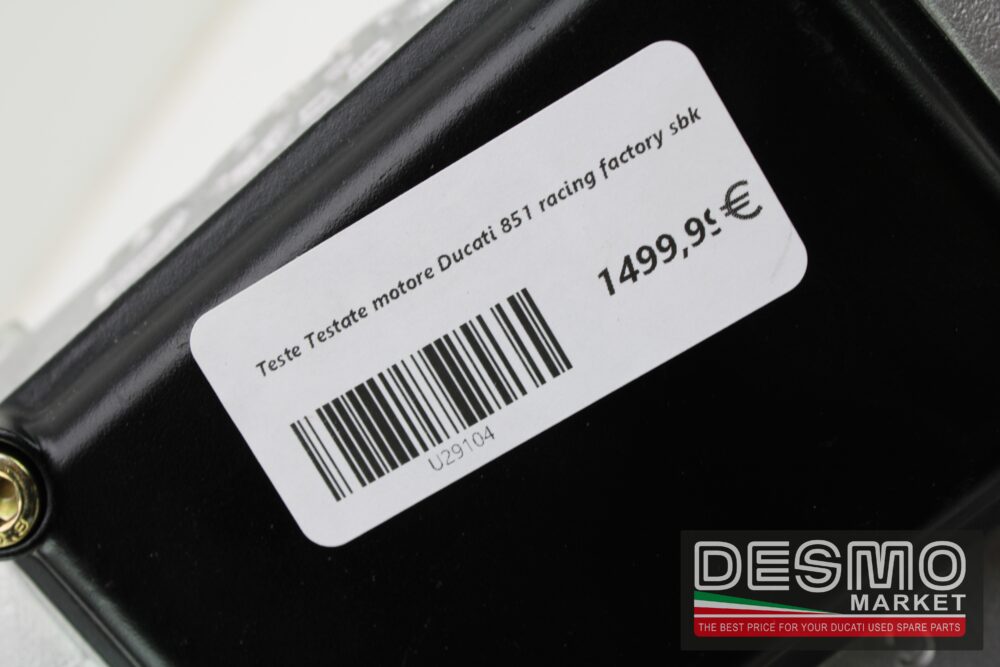 Teste Testate motore Ducati 851 racing factory sbk
1499,99€
U29104
DESMO
MARKET
THE BEST PRICE FOR YOUR DUCATI USED SPARE PARTS